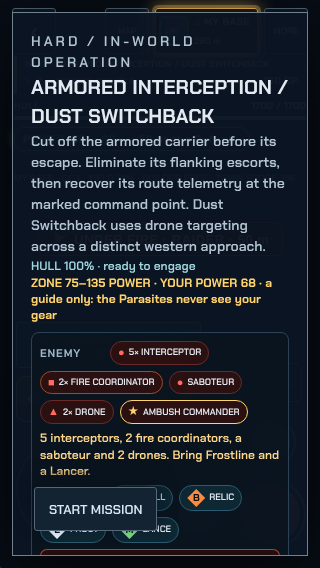 HARD / IN-WORLD
OPERATION
ARMORED INTERCEPTION /
DUST SWITCHBACK
Cut off the armored carrier before its
escape. Eliminate its flanking escorts,
then recover its route telemetry at the
marked command point. Dust
Switchback uses drone targeting
across a distinct western approach.
HULL 100% · ready to engage
ZONE 75–135 POWER · YOUR POWER 68 · a
guide only: the Parasites never see your
gear
ENEMY
5× INTERCEPTOR
2× FIRE COORDINATOR
SABOTEUR
2× DRONE
AMBUSH COMMANDER
5 interceptors, 2 fire coordinators, a
saboteur and 2 drones. Bring Frostline and
a Lancer.
B RELIC
START MISSION